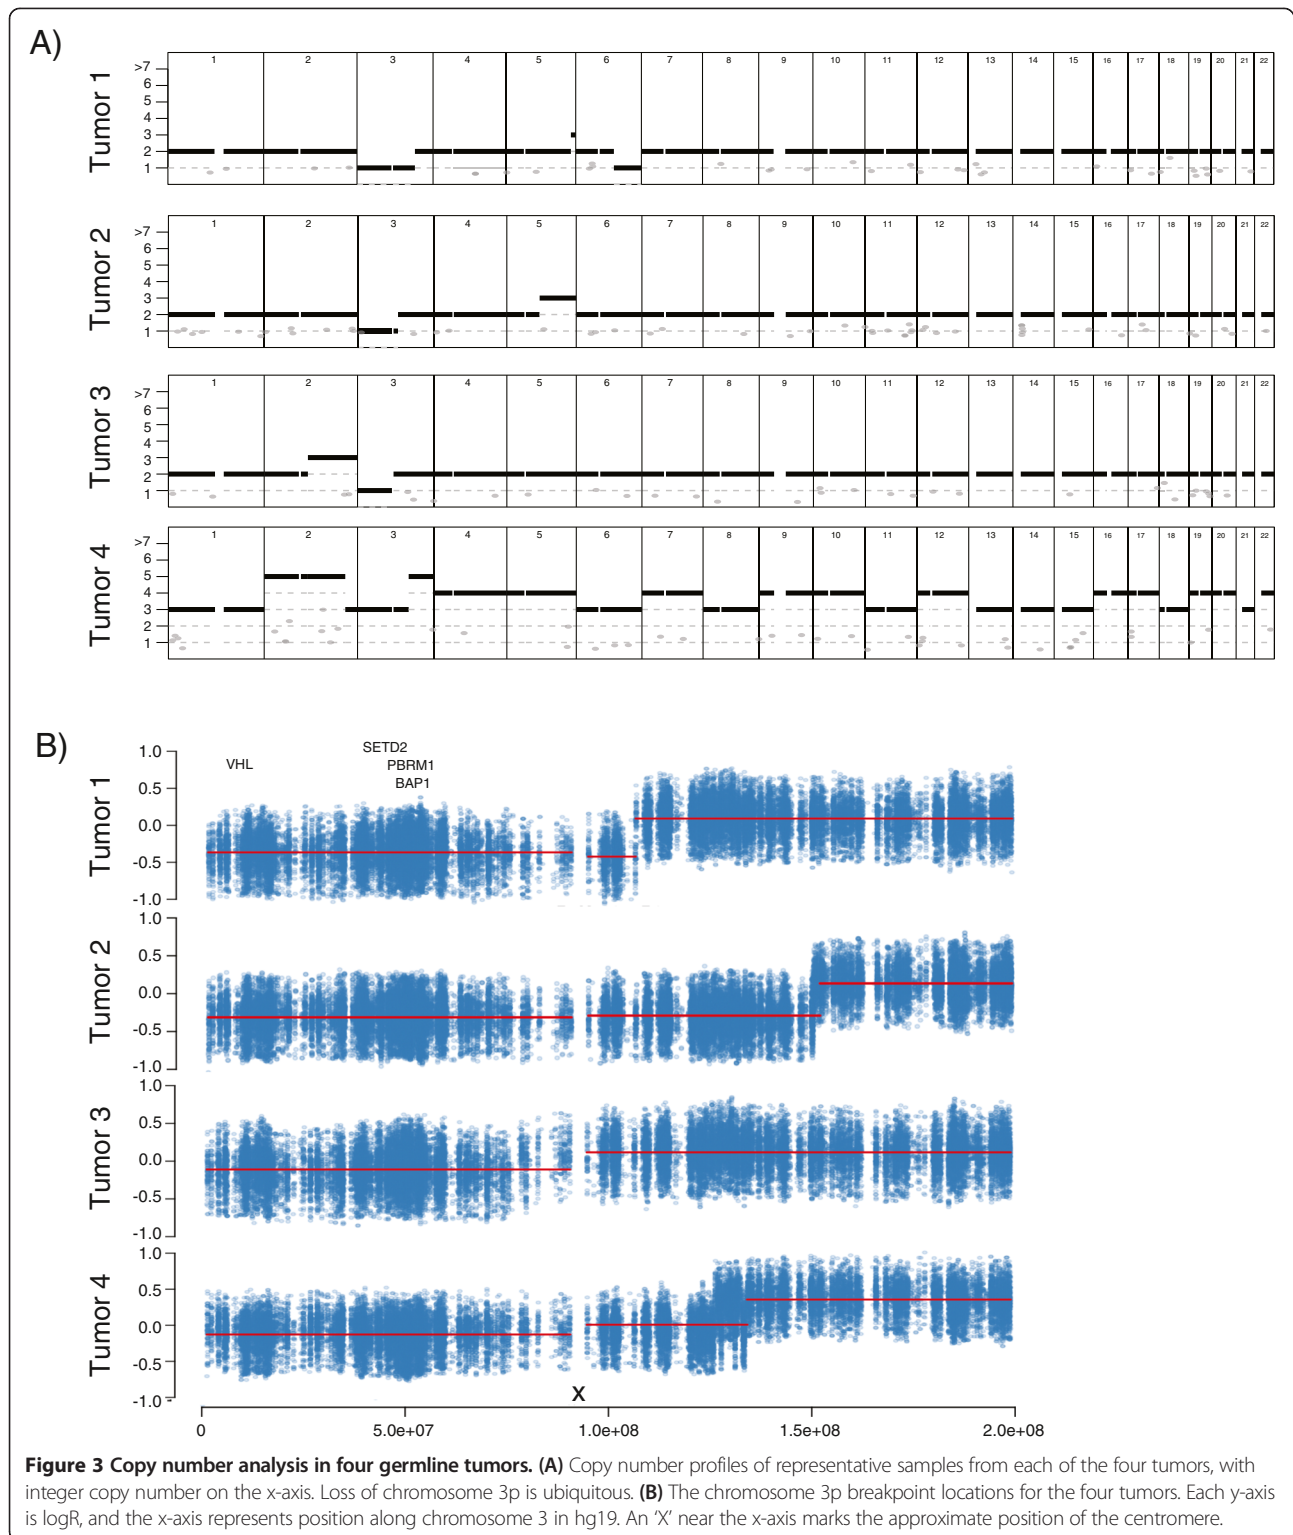 A)
Tumor 1
>7
6
5
4
3
2
1
1 2 3 4 5 6 7 8 9 10 11 12 13 14 15 16 17 18 19 20 21 22
Tumor 2
>7
6
5
4
3
2
1
1 2 3 4 5 6 7 8 9 10 11 12 13 14 15 16 17 18 19 20 21 22
Tumor 3
>7
6
5
4
3
2
1
1 2 3 4 5 6 7 8 9 10 11 12 13 14 15 16 17 18 19 20 21 22
Tumor 4
>7
6
5
4
3
2
1
1 2 3 4 5 6 7 8 9 10 11 12 13 14 15 16 17 18 19 20 21 22
B)
VHL
SETD2
PBRM1
BAP1
Tumor 1
1.0
0.5
0.0
-0.5
-1.0
Tumor 2
1.0
0.5
0.0
-0.5
-1.0
Tumor 3
1.0
0.5
0.0
-0.5
-1.0
Tumor 4
1.0
0.5
0.0
-0.5
-1.0
X
0 5.0e+07 1.0e+08 1.5e+08 2.0e+08
Figure 3 Copy number analysis in four germline tumors. (A) Copy number profiles of representative samples from each of the four tumors, with
integer copy number on the x-axis. Loss of chromosome 3p is ubiquitous. (B) The chromosome 3p breakpoint locations for the four tumors. Each y-axis
is logR, and the x-axis represents position along chromosome 3 in hg19. An ‘X’ near the x-axis marks the approximate position of the centromere.